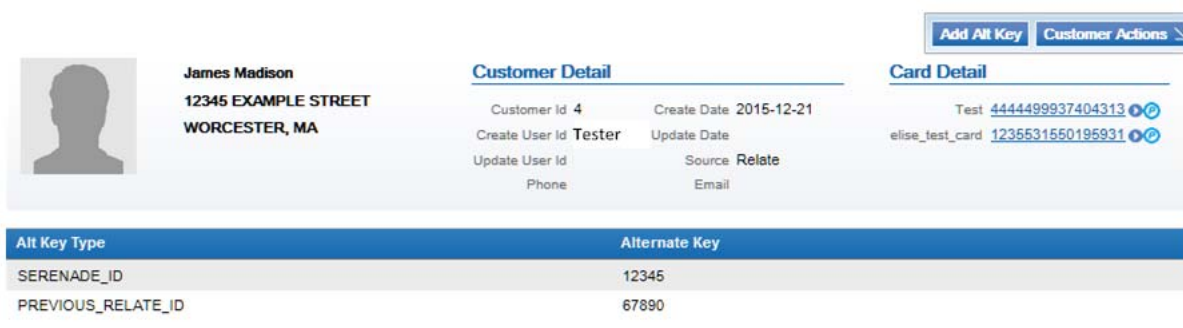 Add Alt Key Customer Actions
James Madison
12345 EXAMPLE STREET
WORCESTER, MA
Customer Detail
Customer Id 4 Create Date 2015-12-21
Create User Id Tester Update Date
Update User Id Source Relate
Phone Email
Card Detail
Test 4444499937404313
elise_test_card 1235531550195931
Alt Key Type Alternate Key
SERENADE_ID 12345
PREVIOUS_RELATE_ID 67890